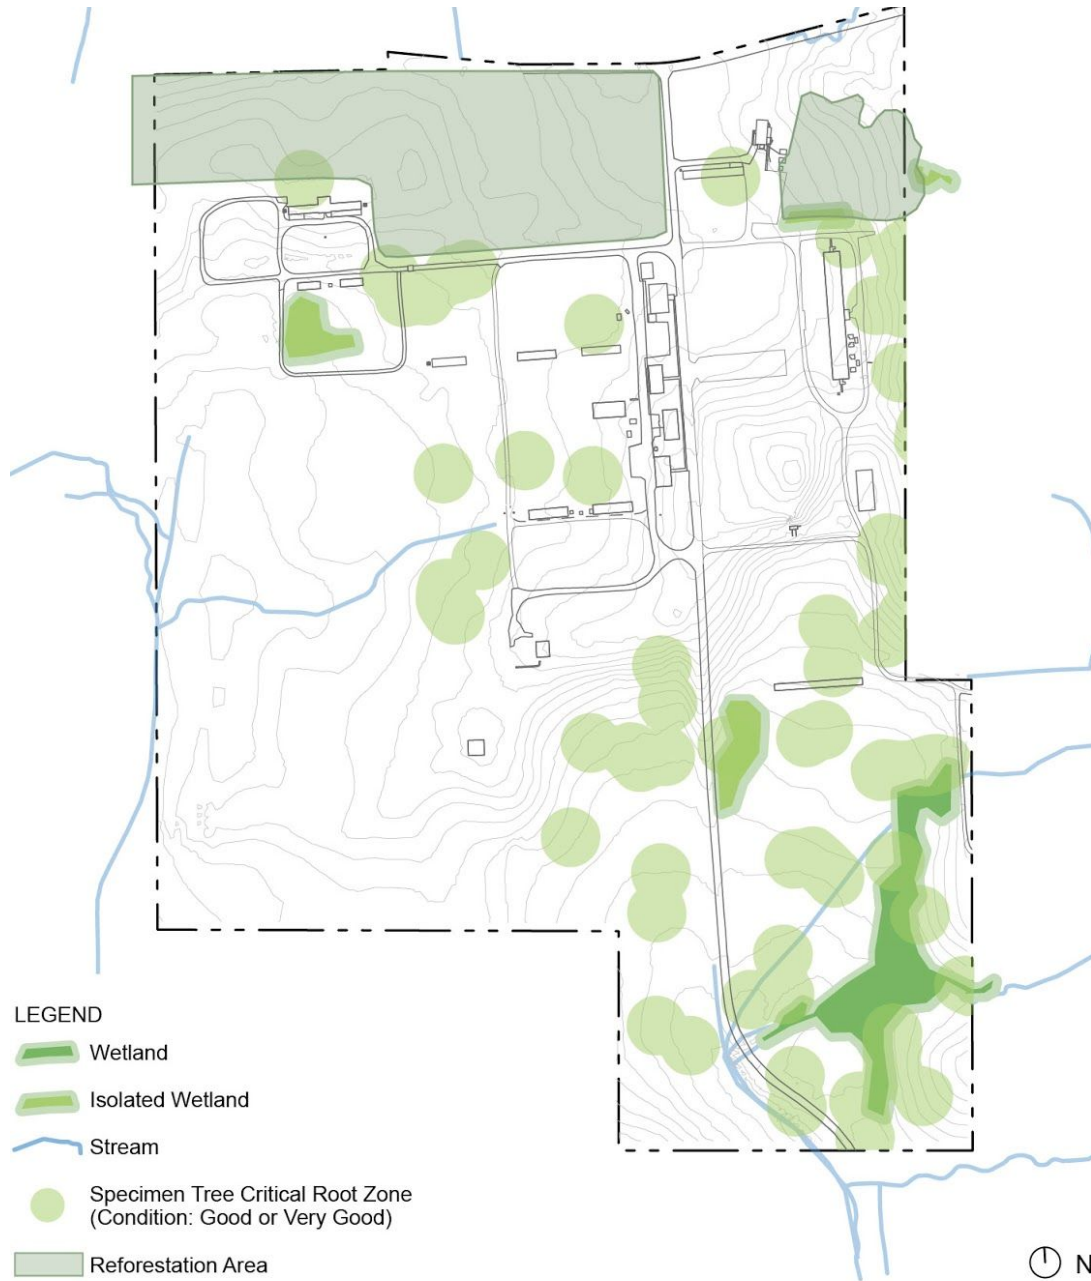 LEGEND
Wetland
Isolated Wetland
Stream
Specimen Tree Critical Root Zone
(Condition: Good or Very Good)
Reforestation Area
N